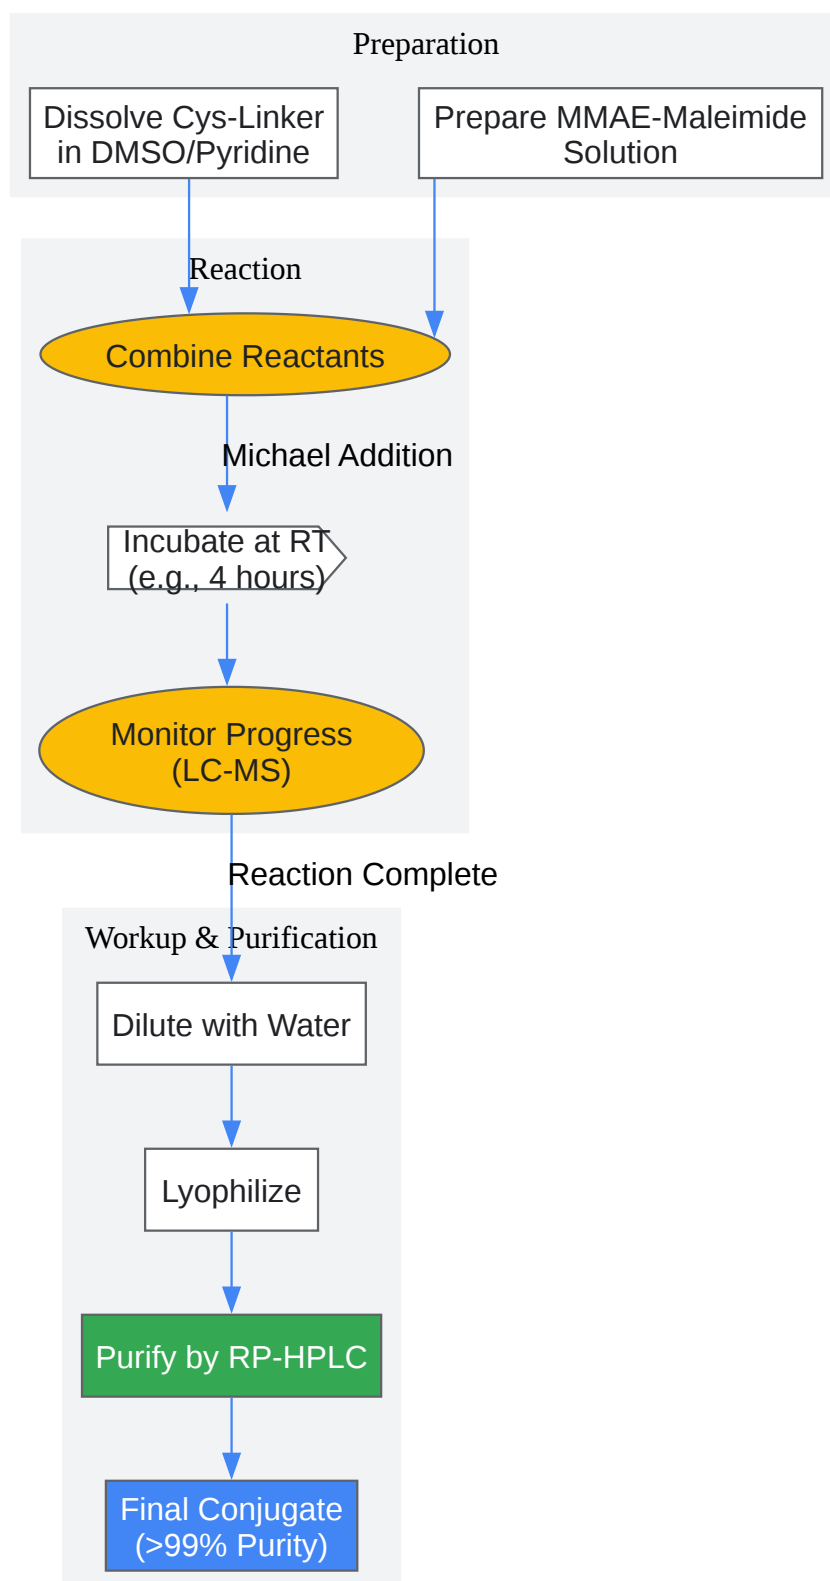 Preparation
Dissolve Cys-Linker
in DMSO/Pyridine
Prepare MMAE-Maleimide
Solution
Reaction
Combine Reactants
Michael Addition
Incubate at RT
(e.g., 4 hours)
Monitor Progress
(LC-MS)
Reaction Complete
Workup & Purification
Dilute with Water
Lyophilize
Purify by RP-HPLC
Final Conjugate
(>99% Purity)